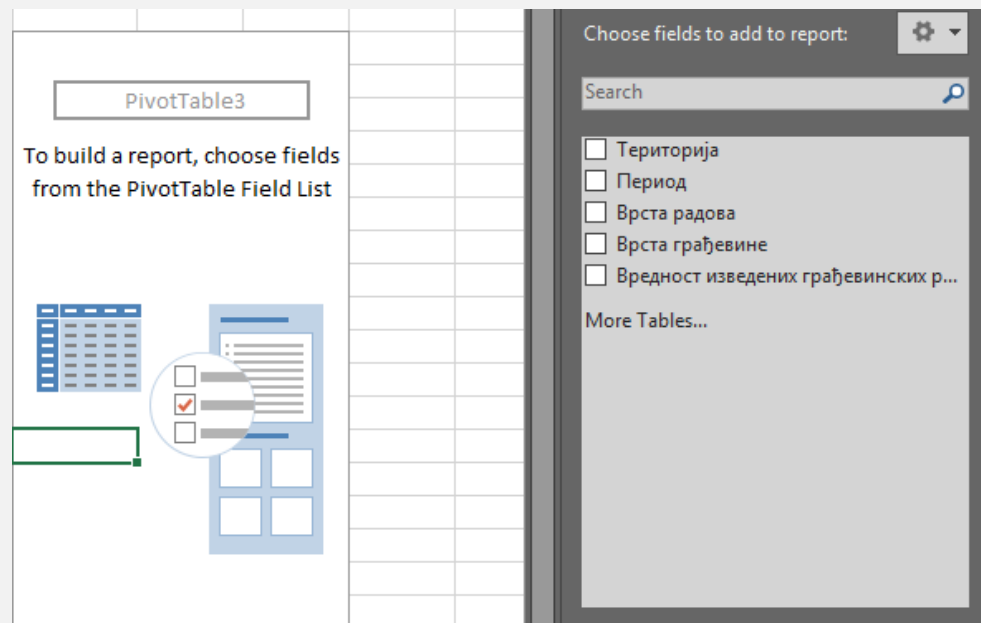 PivotTable3
To build a report, choose fields
from the PivotTable Field List
Choose fields to add to report:
Search
Територија
Период
Врста радова
Врста грађевине
Вредност изведених грађевинских р...
More Tables...